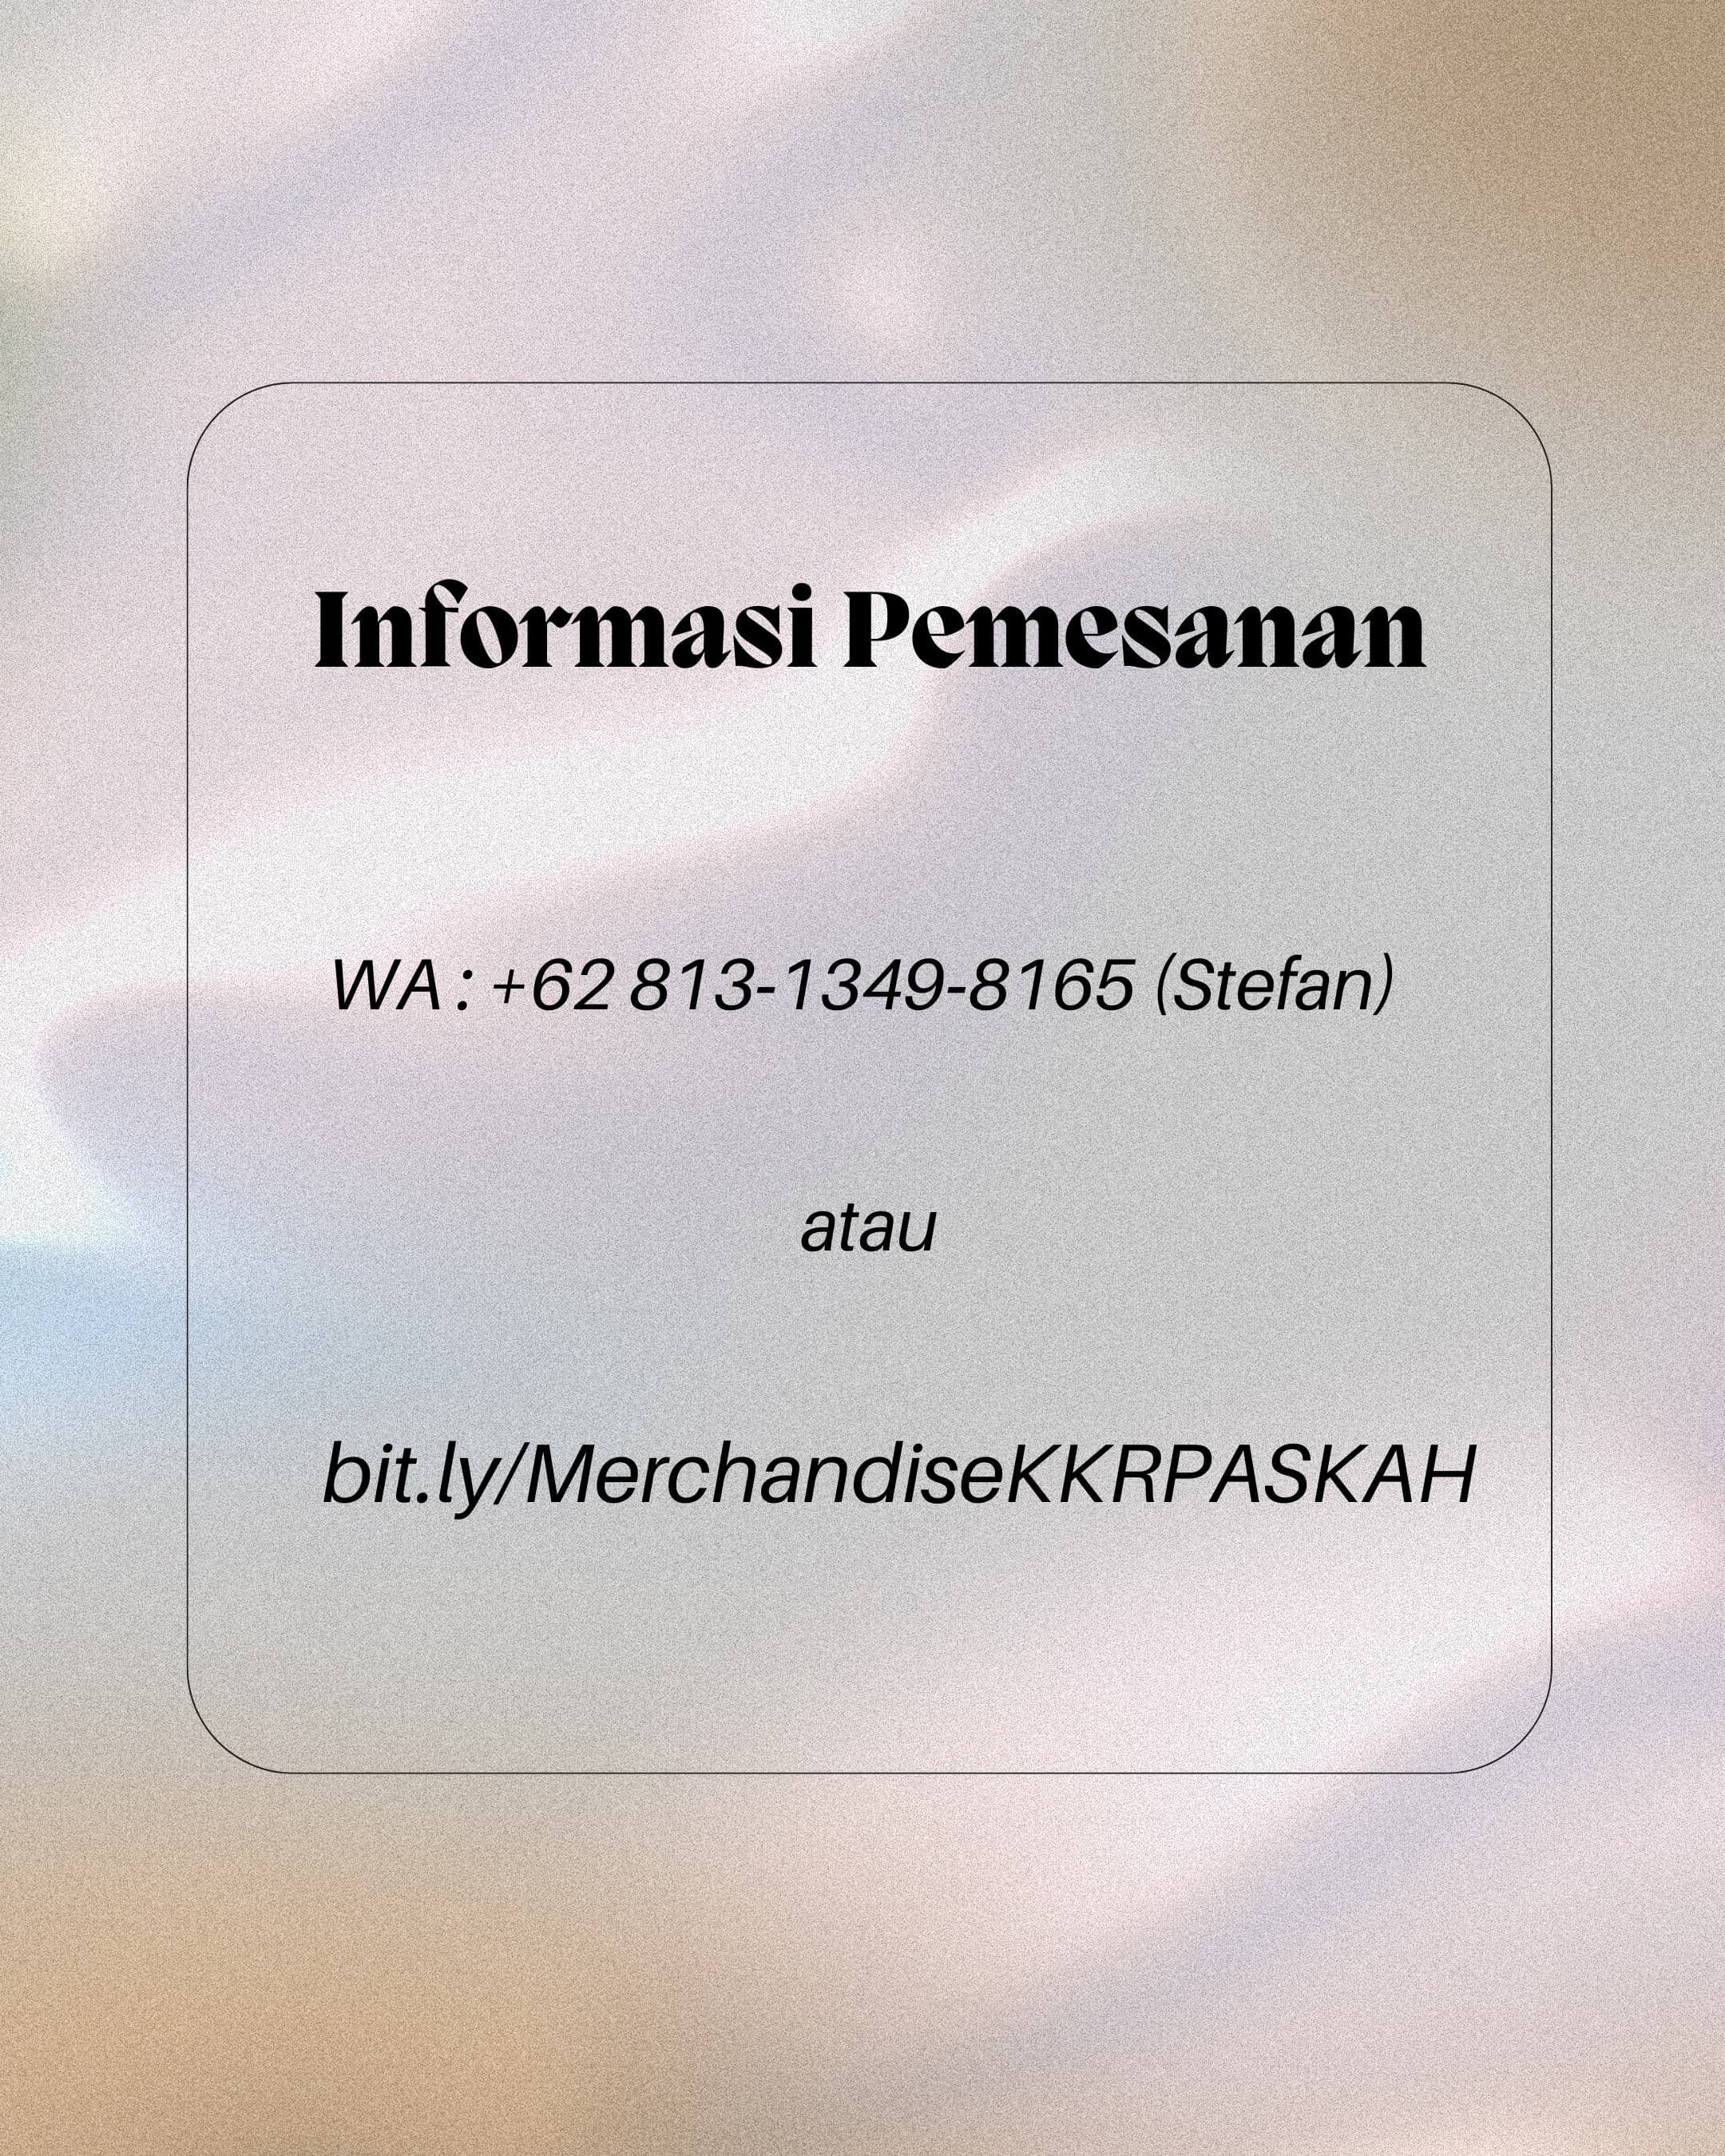 Informasi Pemesanan
WA : +62 813-1349-8165 (Stefan)
atau
bit.ly/MerchandiseKKRPASKAH